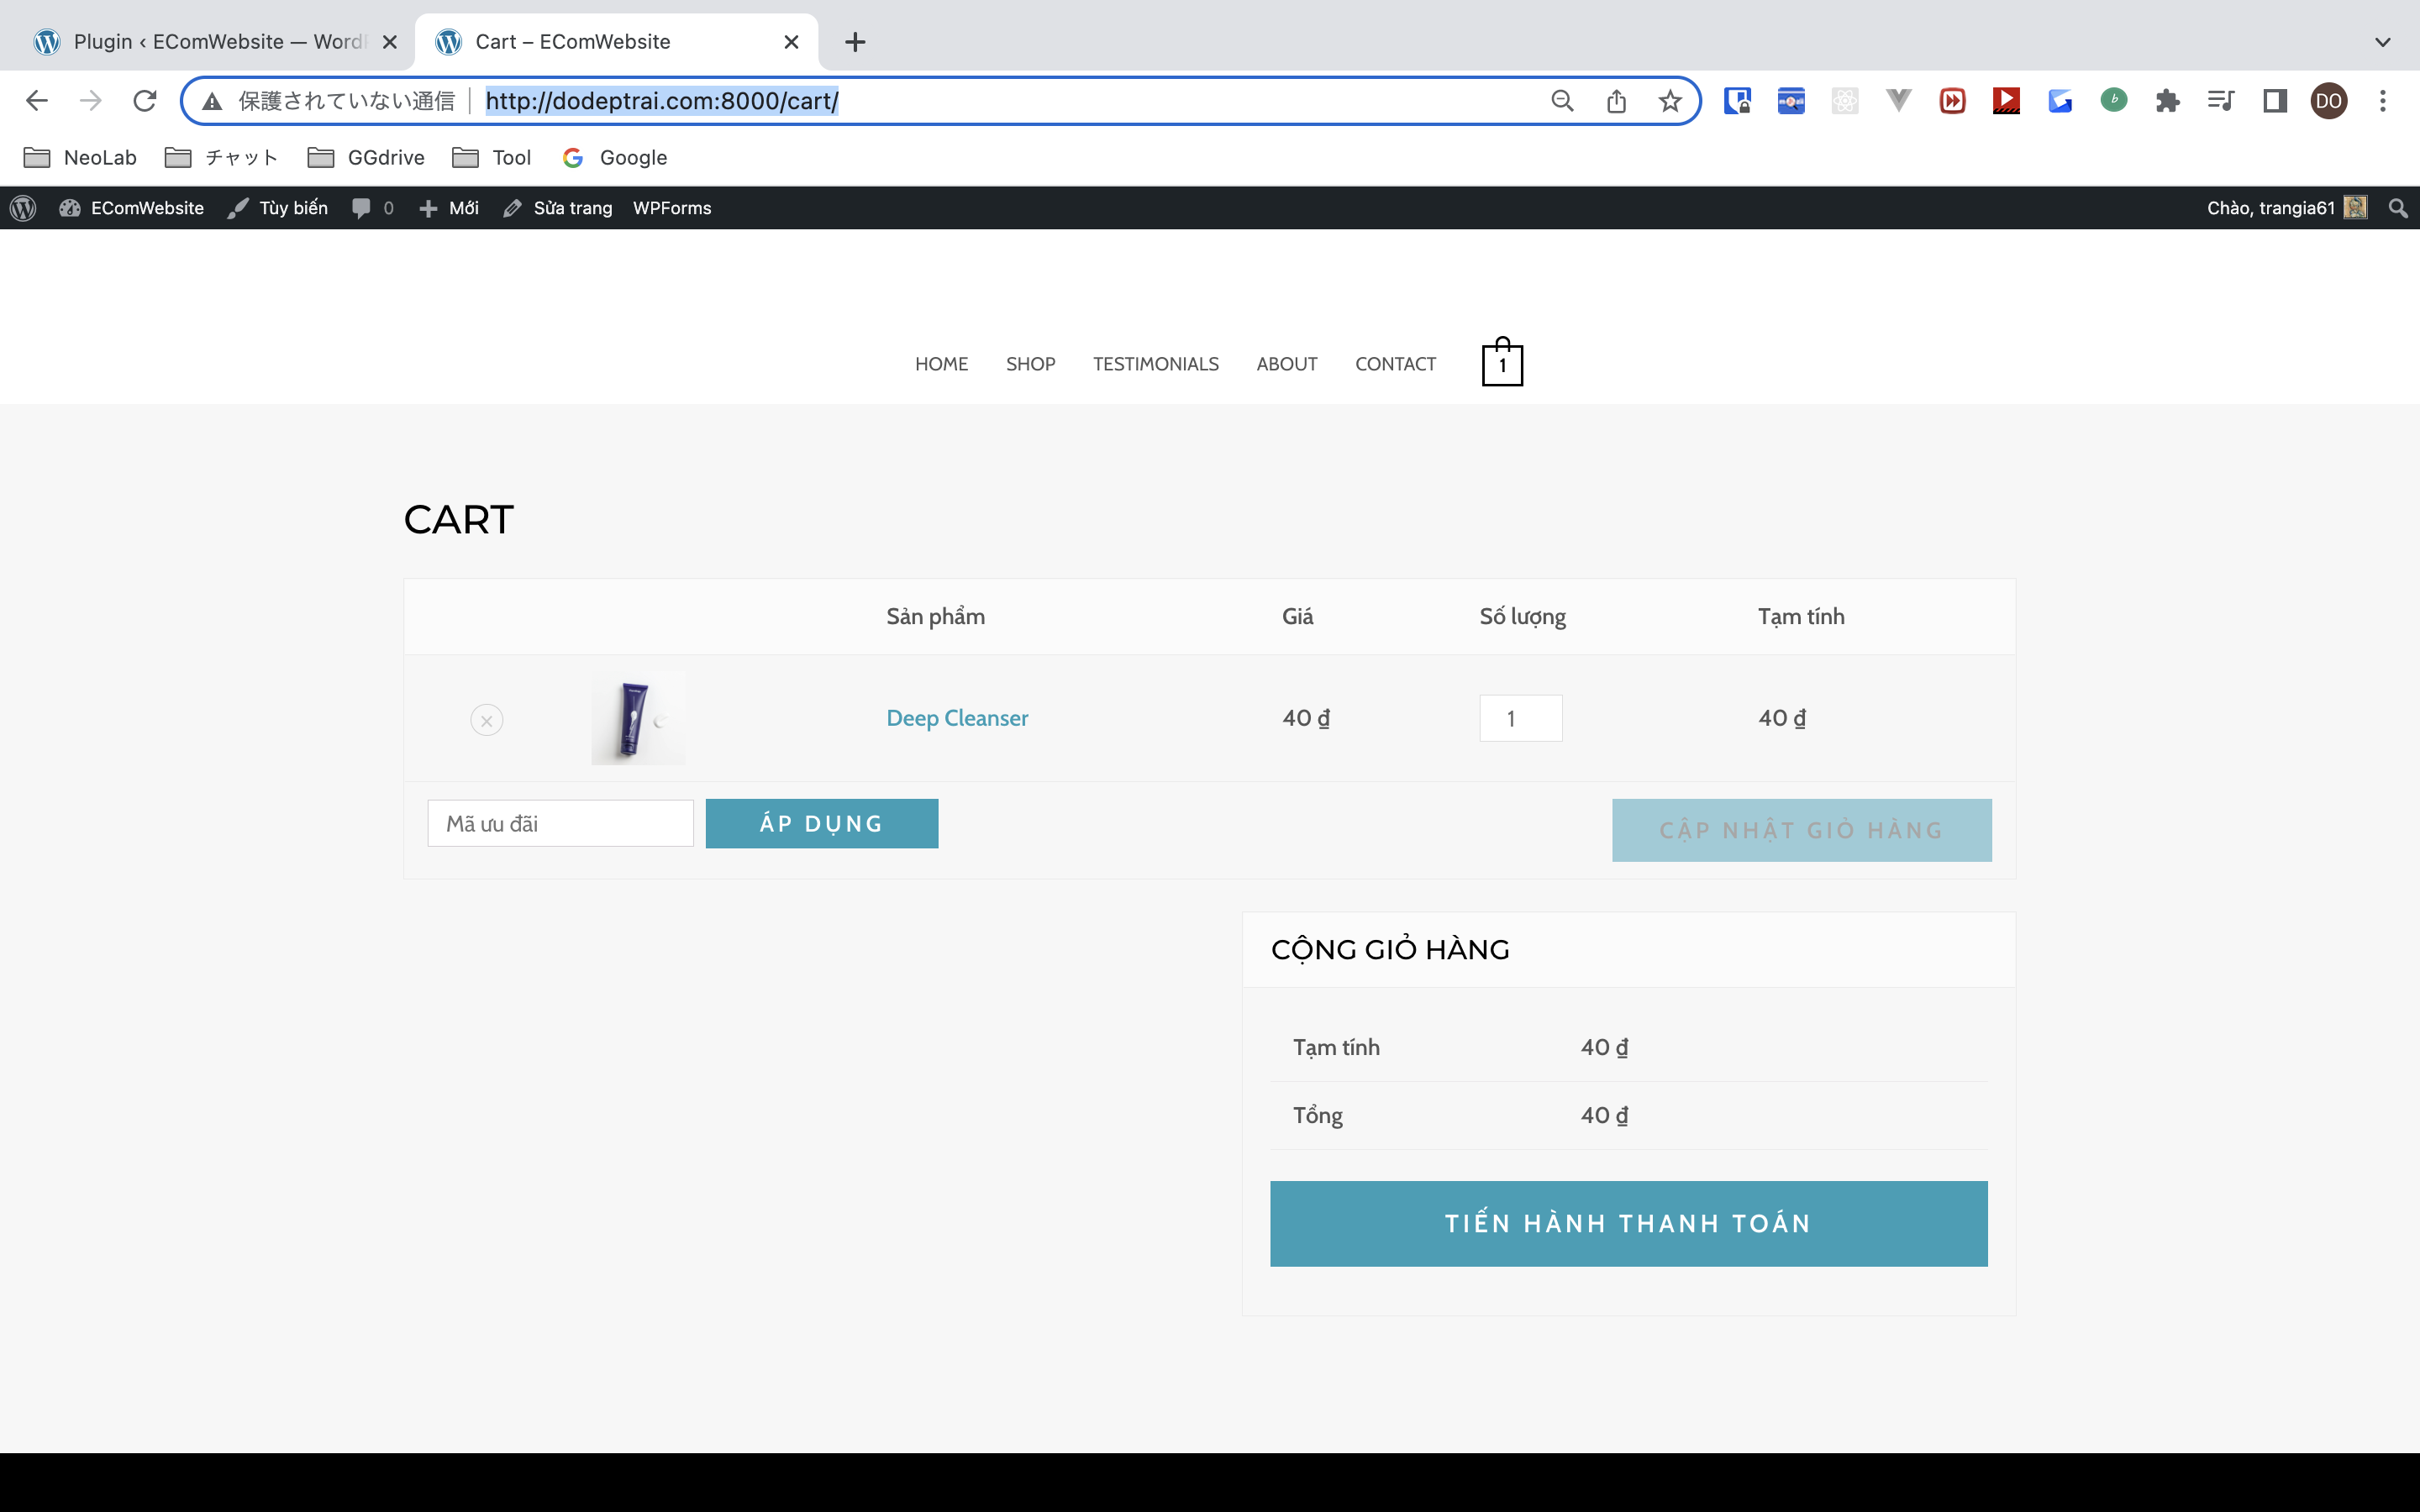 Plugin ‹ EComWebsite — Word
Cart – EComWebsite
保護されていない通信 http://dodeptrai.com:8000/cart/
DO
NeoLab チャット GGdrive Tool Google
EComWebsite Tùy biến 0 Mới Sửa trang WPForms Chào, trangia61
HOME SHOP TESTIMONIALS ABOUT CONTACT 1
CART
Sản phẩm Giá Số lượng Tạm tính
Deep Cleanser 40 ₫ 1 40 ₫
Mã ưu đãi ÁP DỤNG CẬP NHẬT GIỎ HÀNG
CỘNG GIỎ HÀNG
Tạm tính 40 ₫
Tổng 40 ₫
TIẾN HÀNH THANH TOÁN